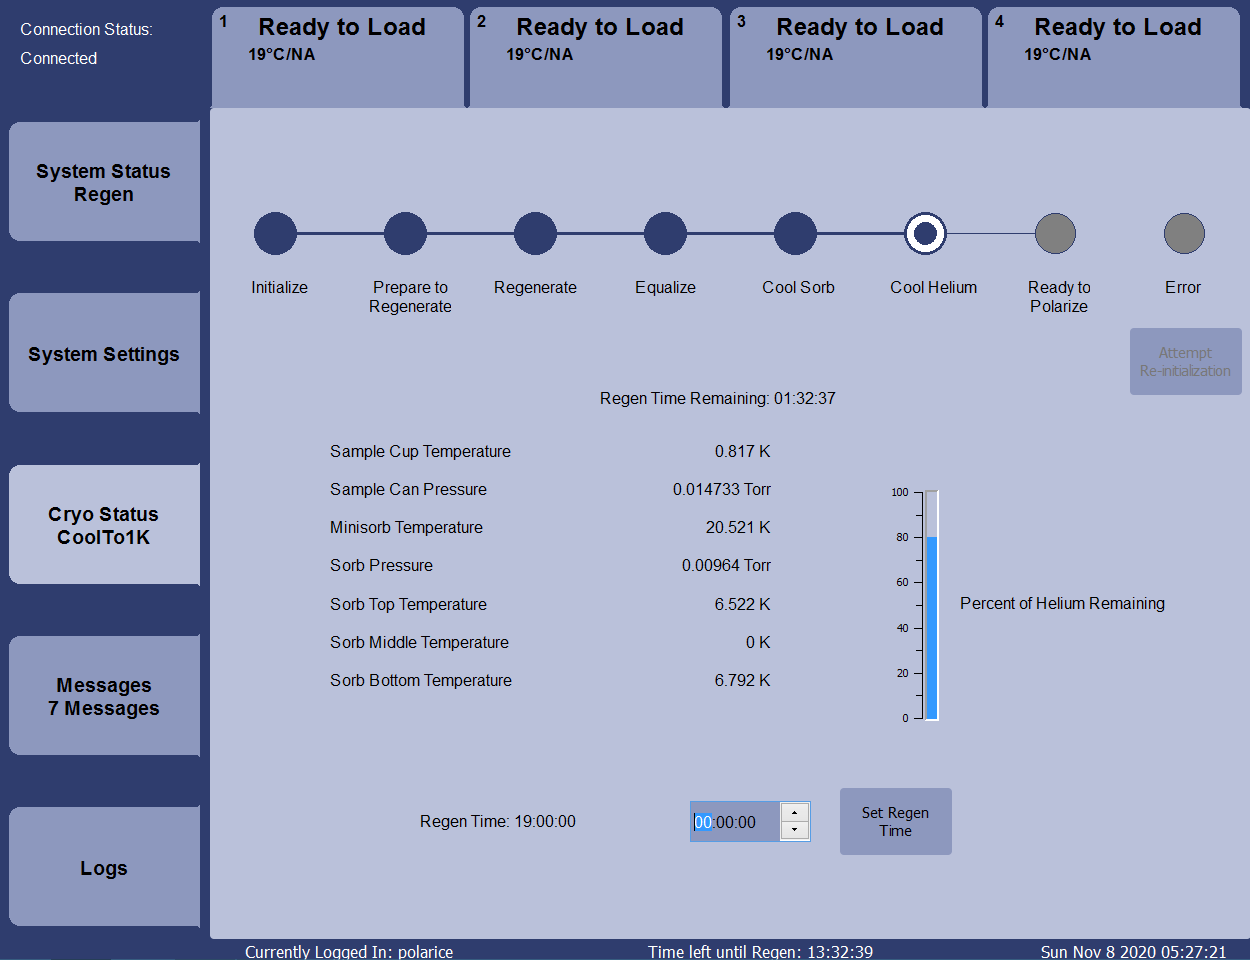 Connection Status:
Connected
1
Ready to Load
19°C/NA
2
Ready to Load
19°C/NA
3
Ready to Load
19°C/NA
4
Ready to Load
19°C/NA
System Status
Regen
System Settings
Cryo Status
CoolTo1K
Messages
7 Messages
Logs
Initialize
Prepare to
Regenerate
Regenerate
Equalize
Cool Sorb
Cool Helium
Ready to
Polarize
Error
Attempt
Re-initialization
Regen Time Remaining: 01:32:37
Sample Cup Temperature 0.817 K
Sample Can Pressure 0.014733 Torr
Minisorb Temperature 20.521 K
Sorb Pressure 0.00964 Torr
Sorb Top Temperature 6.522 K
Sorb Middle Temperature 0 K
Sorb Bottom Temperature 6.792 K
100
80
60
40
20
0
Percent of Helium Remaining
Regen Time: 19:00:00
00:00:00
Set Regen
Time
Currently Logged In: polarice
Time left until Regen: 13:32:39
Sun Nov 8 2020 05:27:21